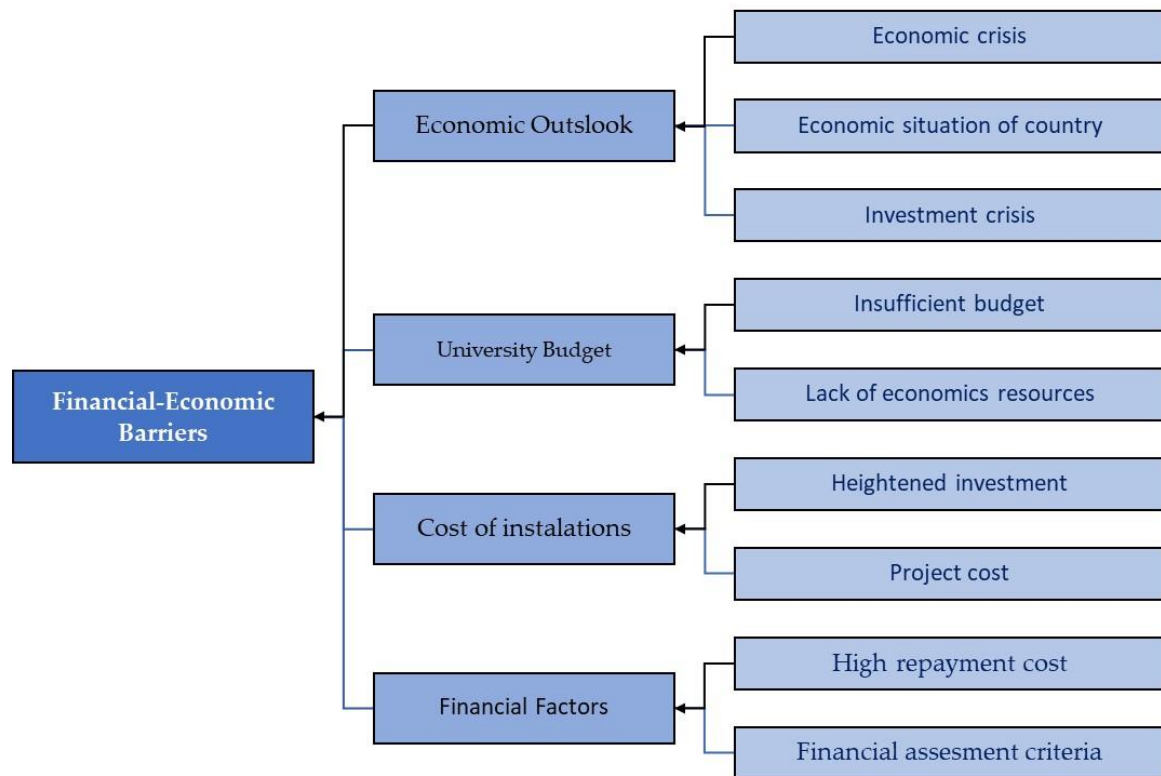 Economic crisis
Economic Outslook
Economic situation of country
Investment crisis
Insufficient budget
University Budget
Lack of economics resources
Financial-Economic
Barriers
Heightened investment
Cost of instalations
Project cost
High repayment cost
Financial Factors
Financial assesment criteria